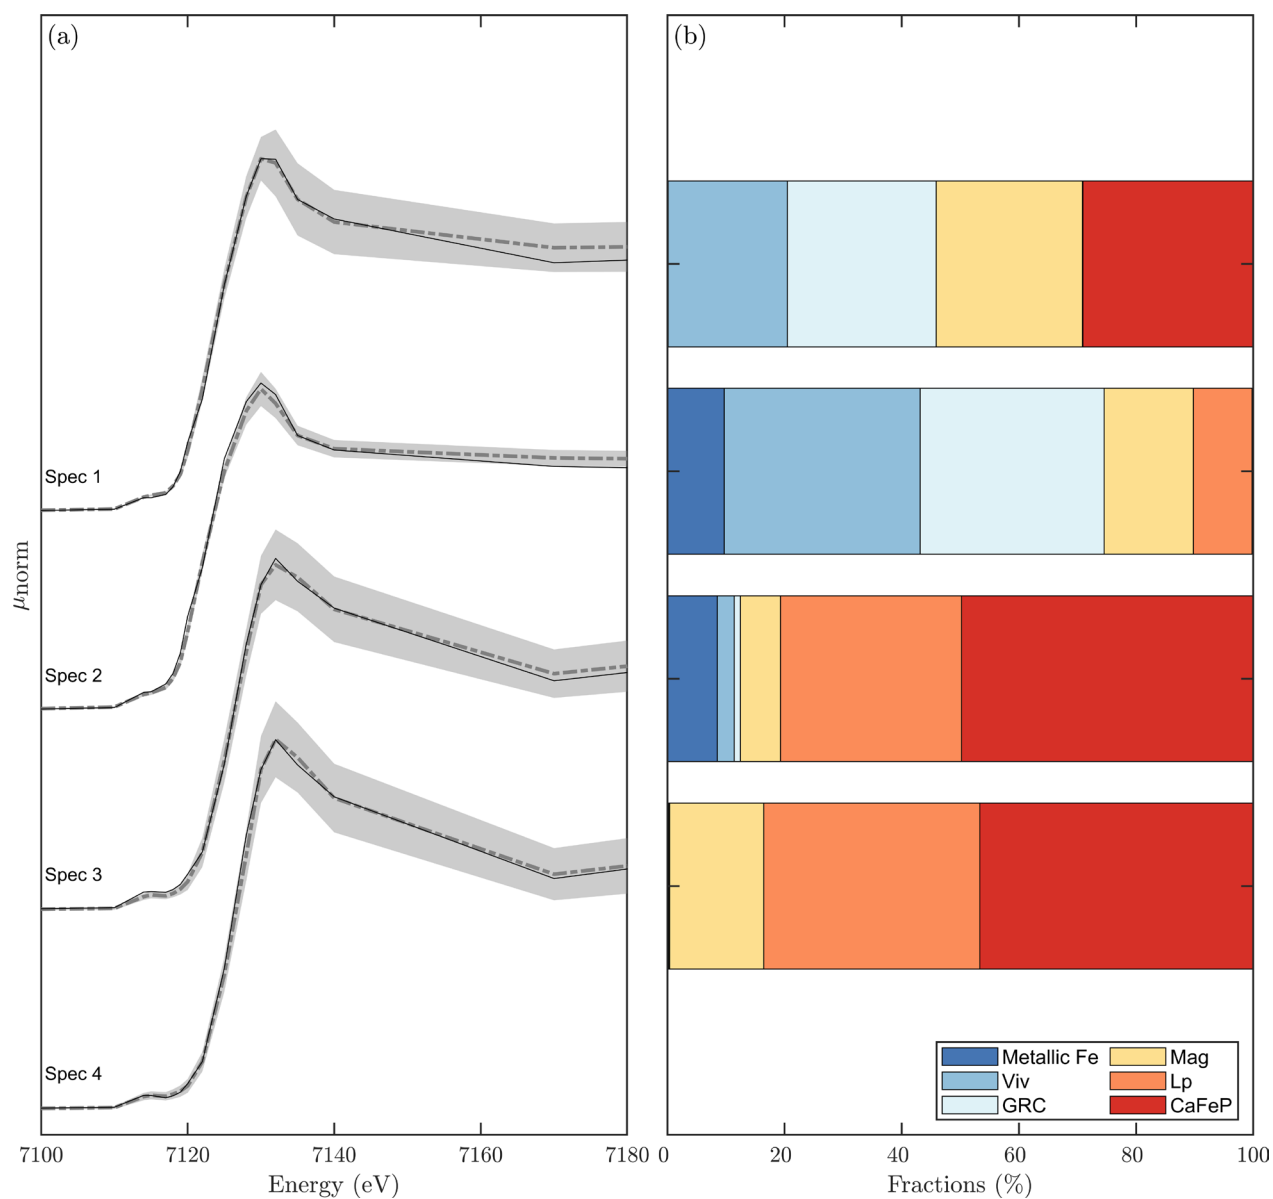 (a)
(b)
Spec 1
Spec 2
Spec 3
Spec 4
μnorm
7100 7120 7140 7160 7180
Energy (eV)
Metallic Fe Mag
Viv Lp
GRC CaFeP
0 20 40 60 80 100
Fractions (%)